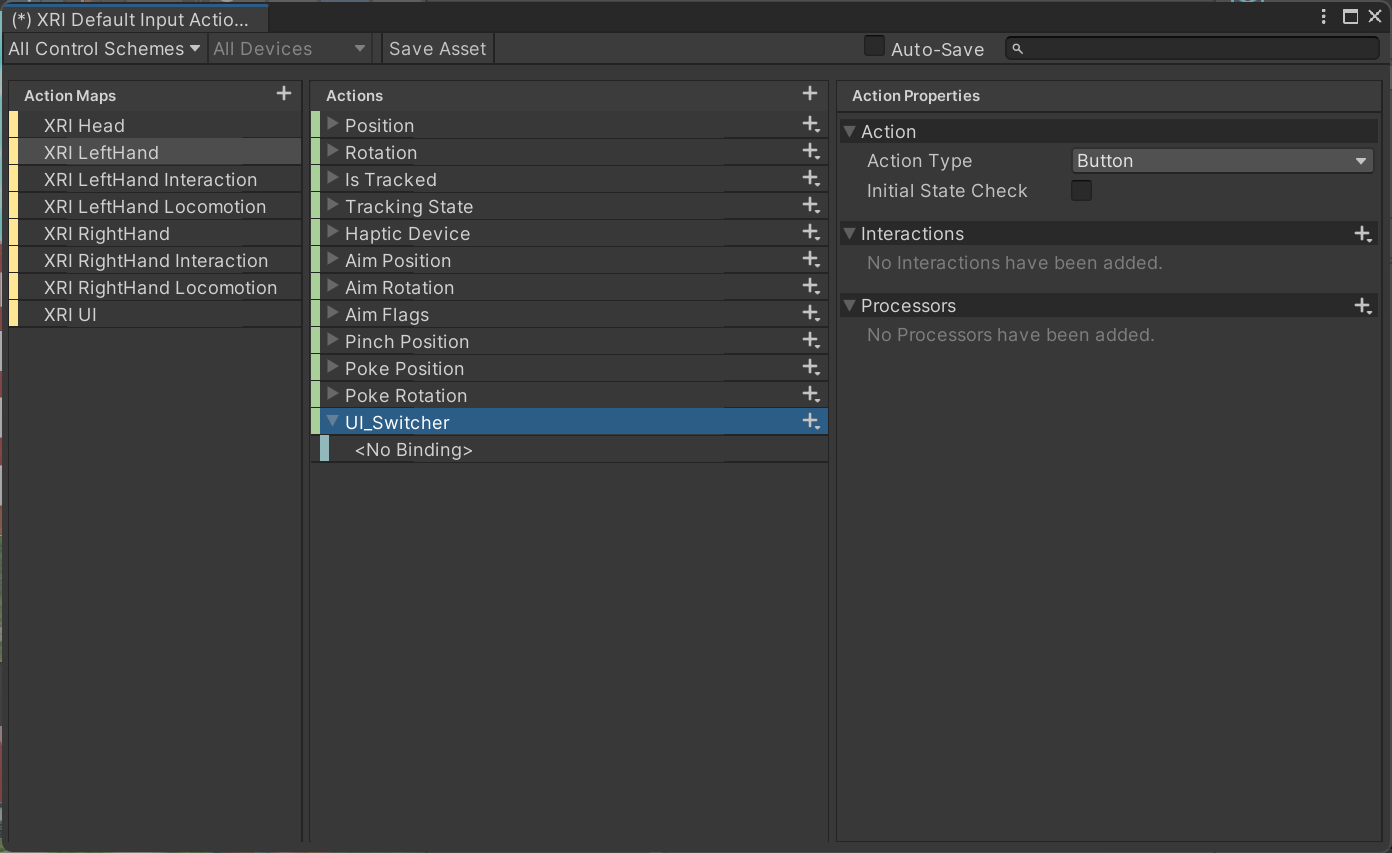 (*) XRI Default Input Actio...
All Control Schemes
All Devices
Save Asset
Auto-Save
Action Maps
XRI Head
XRI LeftHand
XRI LeftHand Interaction
XRI LeftHand Locomotion
XRI RightHand
XRI RightHand Interaction
XRI RightHand Locomotion
XRI UI
Actions
Position
Rotation
Is Tracked
Tracking State
Haptic Device
Aim Position
Aim Rotation
Aim Flags
Pinch Position
Poke Position
Poke Rotation
UI_Switcher
<No Binding>
Action Properties
Action
Action Type Button
Initial State Check
Interactions
No Interactions have been added.
Processors
No Processors have been added.